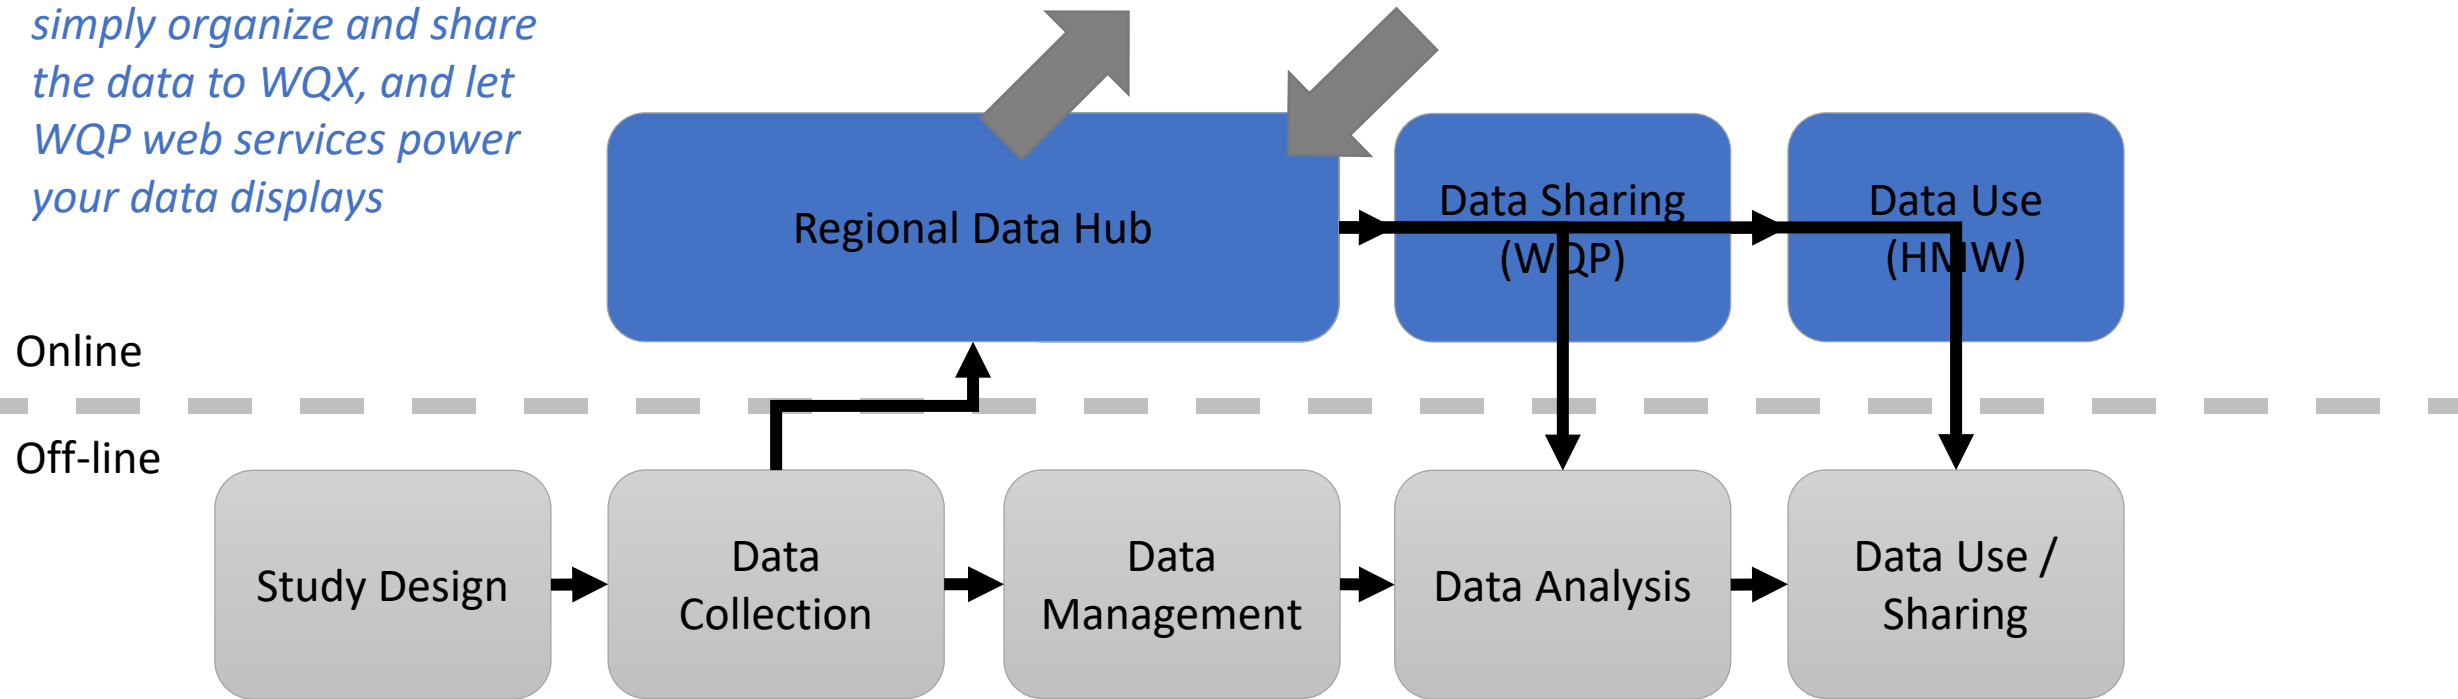 simply organize and share
the data to WQX, and let
WQP web services power
your data displays
Regional Data Hub
Data Sharing
(WQP)
Data Use
(HMW)
Online
Off-line
Study Design
Data
Collection
Data
Management
Data Analysis
Data Use /
Sharing